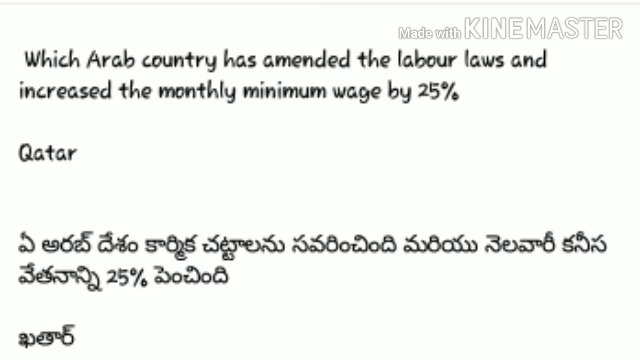 Made with KINEMASTER
Which Arab country has amended the labour laws and
increased the monthly minimum wage by 25%
Qatar
ఏ అరబ్ దేశం కార్మిక చట్టాలను సవరించింది మరియు నెలవారీ కనీస
వేతనాన్ని 25% పెంచింది
ఖతార్